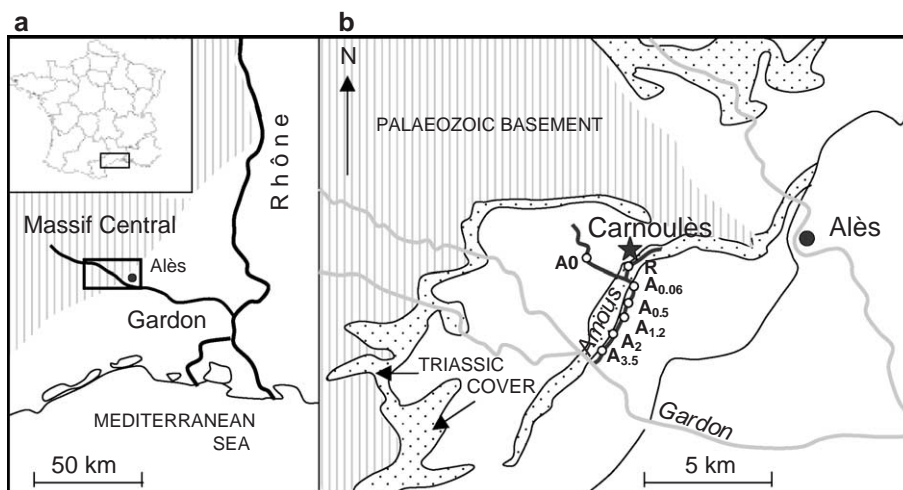 a
Rhône
Massif Central
Alès
Gardon
MEDITERRANEAN
SEA
50 km
b
N
PALAEOZOIC BASEMENT
Carnoulès
Alès
A0
R
A0.06
A0.5
A1.2
A2
A3.5
Amous
TRIASSIC
COVER
Gardon
5 km